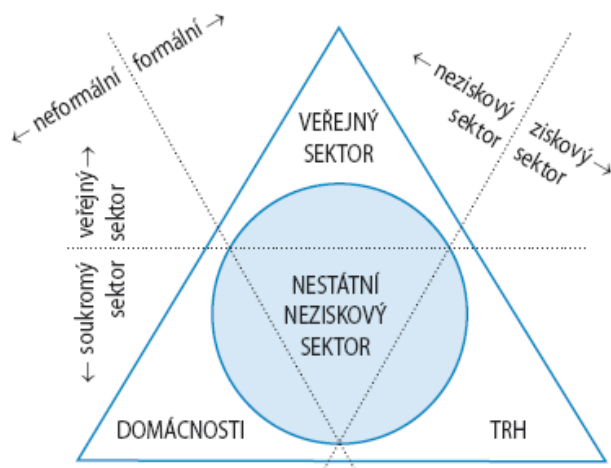 ← neformální formální →
← neziskový ziskový →
sektor sektor
VEŘEJNÝ
SEKTOR
← soukromý veřejný →
sektor sektor
NESTÁTNÍ
NEZISKOVÝ
SEKTOR
DOMÁCNOSTI
TRH